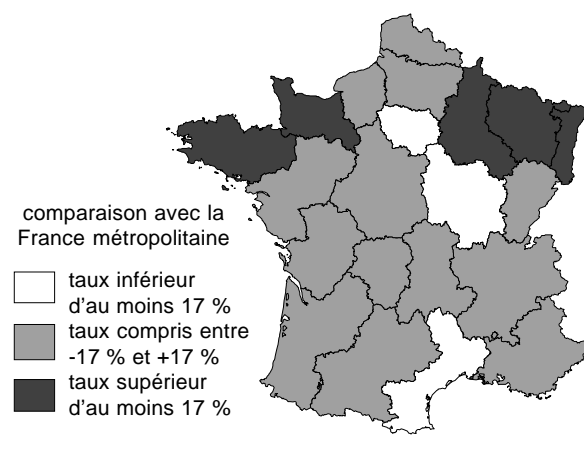 comparaison avec la
France métropolitaine
taux inférieur
d'au moins 17 %
taux compris entre
-17 % et +17 %
taux supérieur
d'au moins 17 %